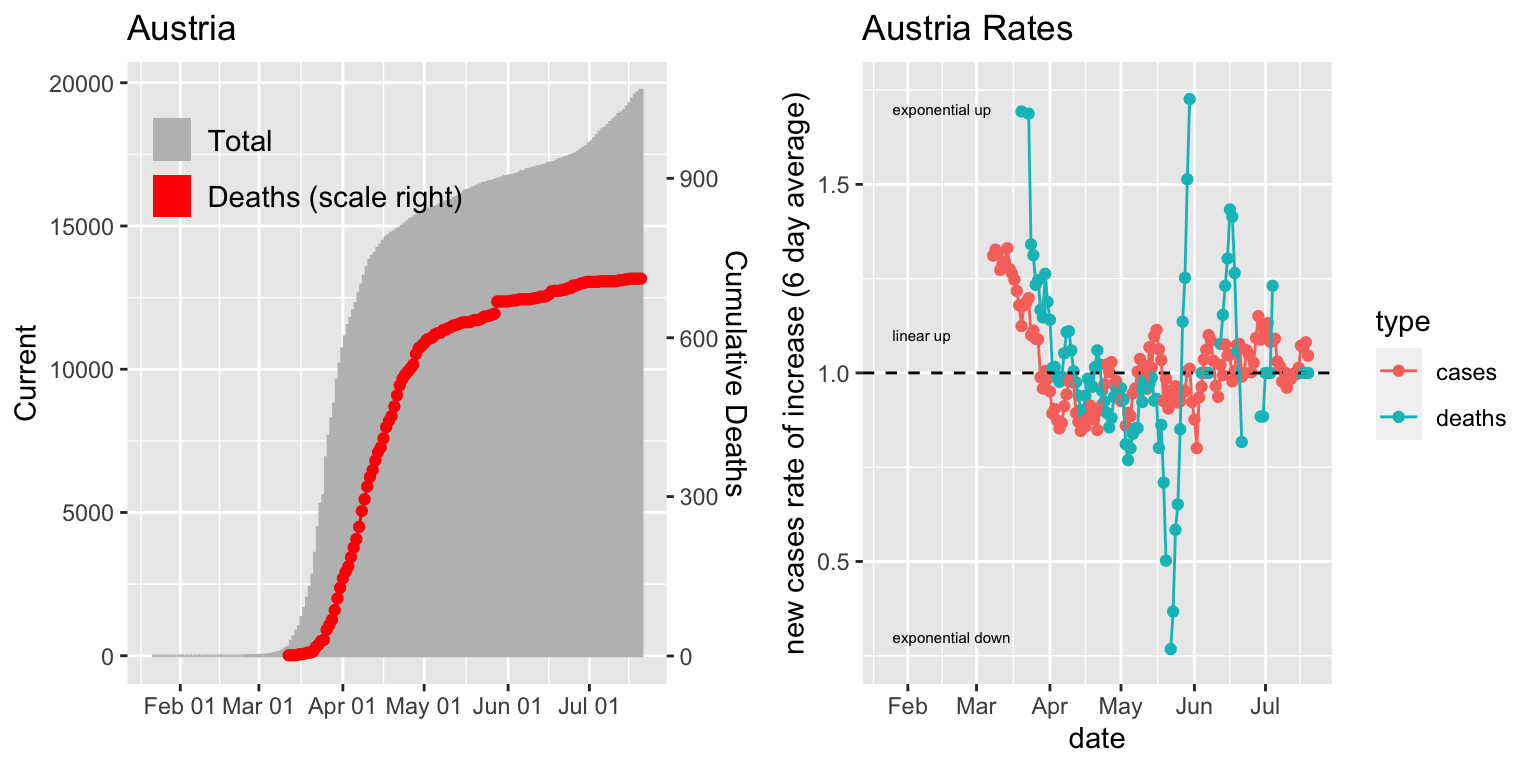 Austria
20000
15000
10000
5000
0
Current
Total
Deaths (scale right)
900
600
300
0
Cumulative Deaths
Feb 01 Mar 01 Apr 01 May 01 Jun 01 Jul 01
Austria Rates
new cases rate of increase (6 day average)
1.5
1.0
0.5
exponential up
linear up
exponential down
Feb Mar Apr May Jun Jul
date
type
cases
deaths